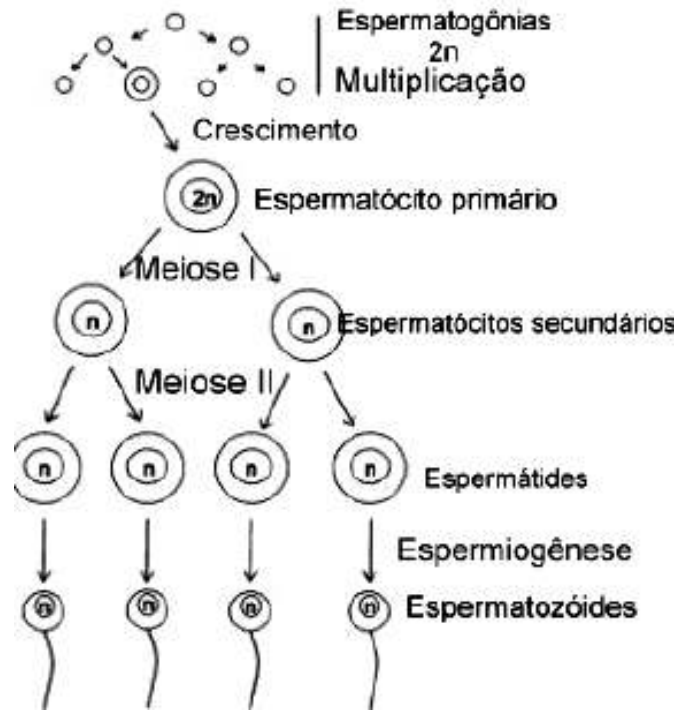 Espermatogônias
2n
Multiplicação
Crescimento
2n
Espermatócito primário
Meiose I
n
n
Espermatócitos secundários
Meiose II
n
n
n
n
Espermátides
Espermiogênese
n
n
n
n
Espermatozóides